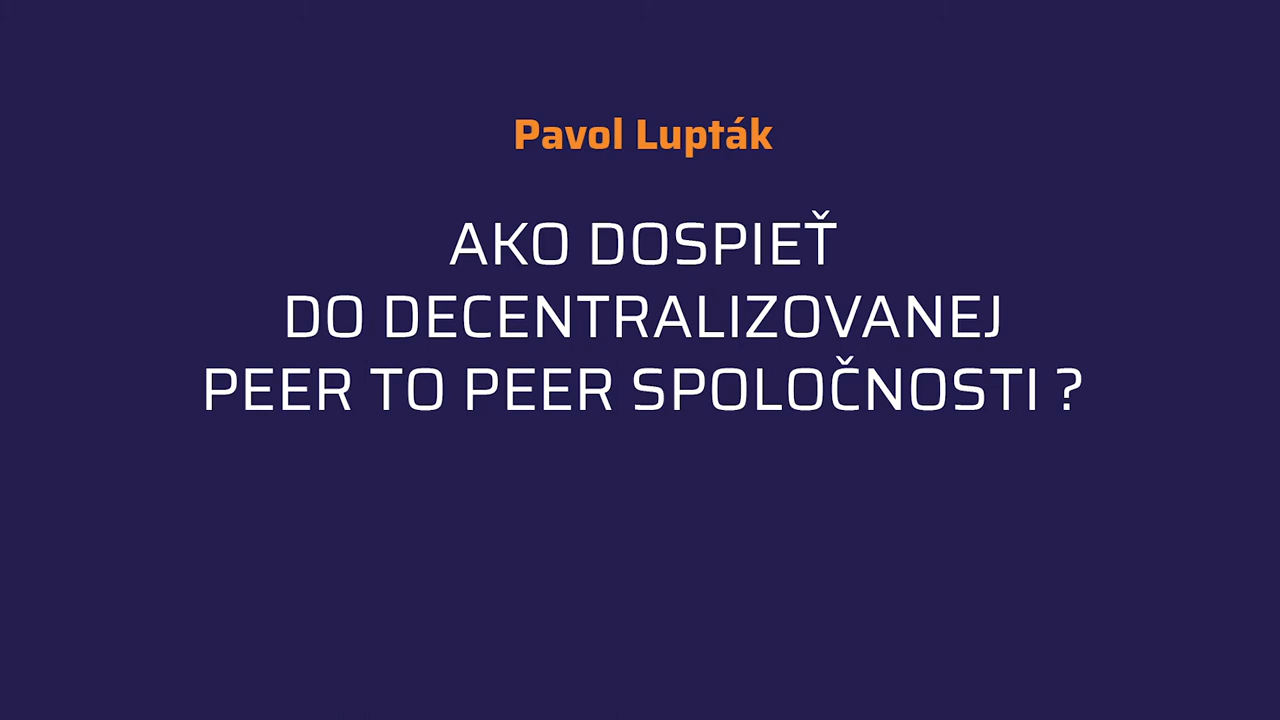 Pavol Lupták
AKO DOSPIEŤ
DO DECENTRALIZOVANEJ
PEER TO PEER SPOLOČNOSTI ?